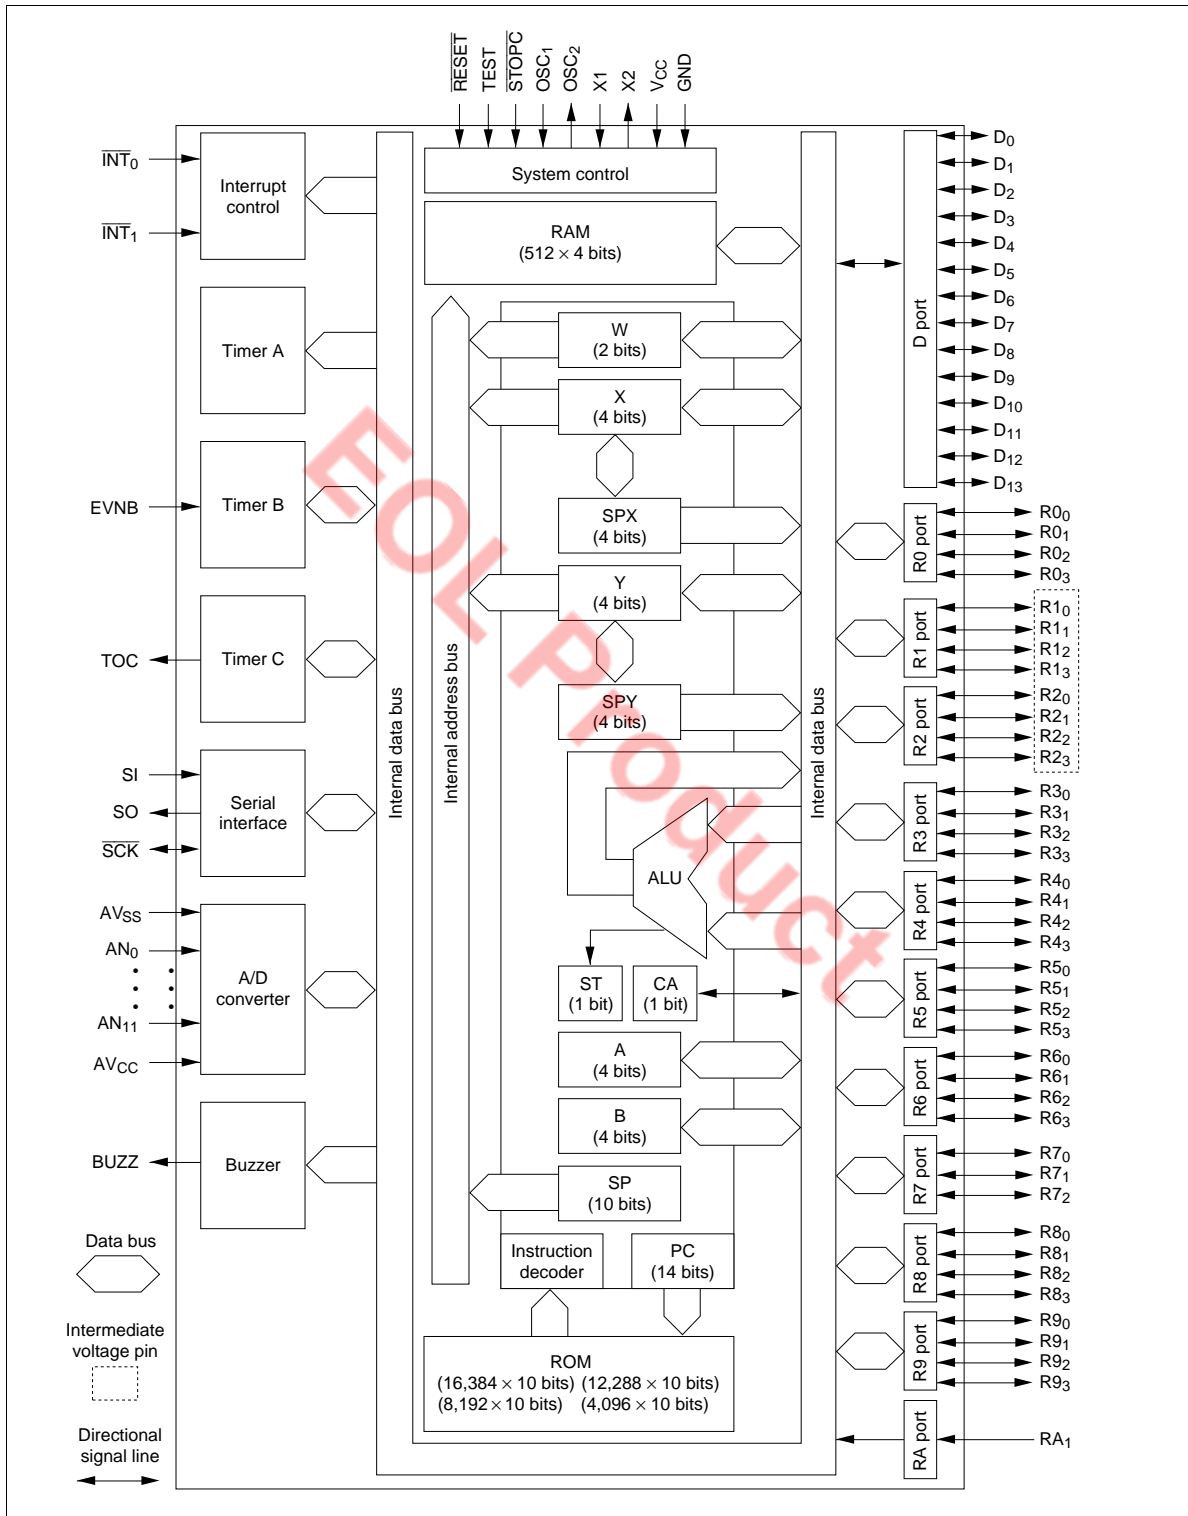 RESET
TEST
STOPC
OSC1
OSC2
X1
X2
VCC
GND
INT0
INT1
Interrupt
control
Timer A
EVNB
Timer B
TOC
Timer C
SI
SO
SCK
Serial
interface
AVSS
AN0
AN11
AVCC
A/D
converter
BUZZ
Buzzer
Data bus
Intermediate
voltage pin
Directional
signal line
Internal data bus
Internal address bus
System control
RAM
(512 × 4 bits)
W
(2 bits)
X
(4 bits)
SPX
(4 bits)
Y
(4 bits)
SPY
(4 bits)
ALU
ST
(1 bit)
CA
(1 bit)
A
(4 bits)
B
(4 bits)
SP
(10 bits)
Instruction
decoder
PC
(14 bits)
ROM
(16,384 × 10 bits) (12,288 × 10 bits)
(8,192 × 10 bits) (4,096 × 10 bits)
Internal data bus
D port
D0
D1
D2
D3
D4
D5
D6
D7
D8
D9
D10
D11
D12
D13
R0 port
R00
R01
R02
R03
R1 port
R10
R11
R12
R13
R2 port
R20
R21
R22
R23
R3 port
R30
R31
R32
R33
R4 port
R40
R41
R42
R43
R5 port
R50
R51
R52
R53
R6 port
R60
R61
R62
R63
R7 port
R70
R71
R72
R8 port
R80
R81
R82
R83
R9 port
R90
R91
R92
R93
RA port
RA1
EOL Product